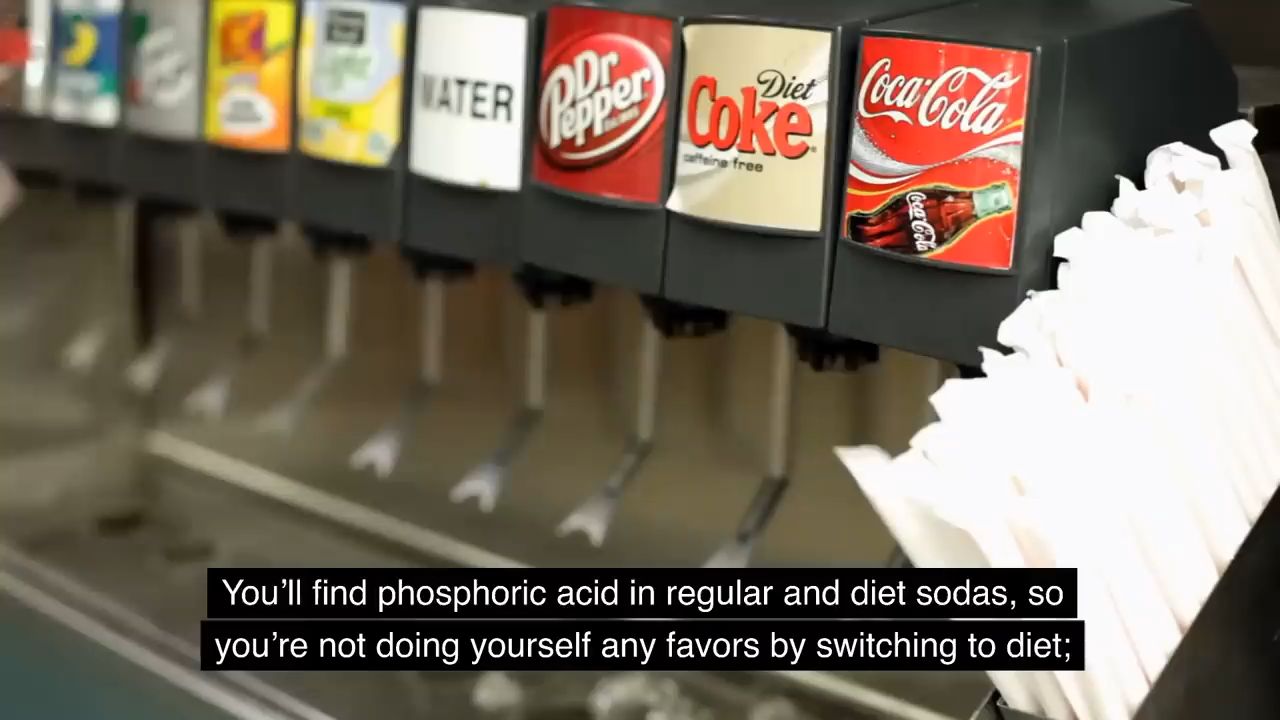 WATER
Dr
Pepper
Diet
Coke
caffeine free
Coca-Cola
Coca-Cola
You'll find phosphoric acid in regular and diet sodas, so
you're not doing yourself any favors by switching to diet;